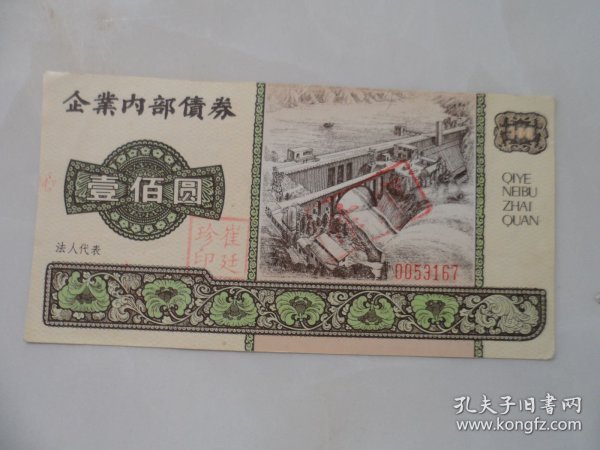 企業内部債券
壹佰圓
法人代表
崔廷
珍印
0053167
100
QIYE
NEIBU
ZHAI
QUAN
孔夫子旧书网
www.kongfz.com